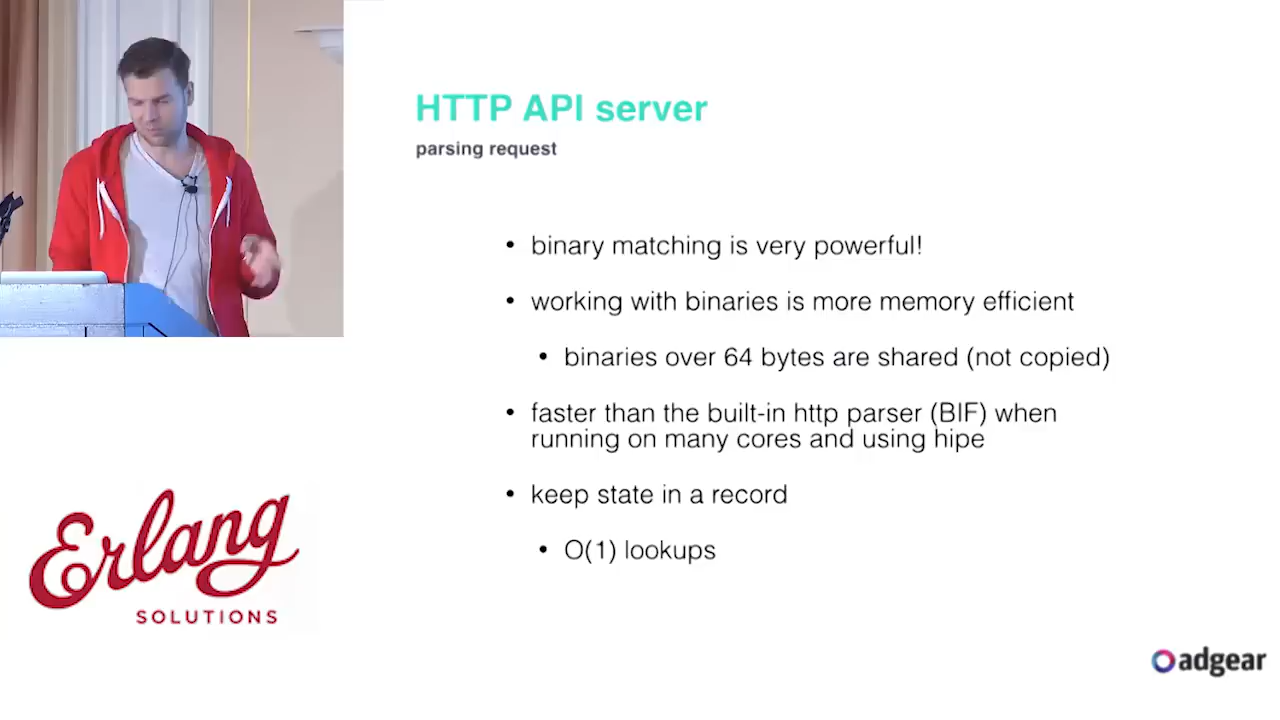 HTTP API server
parsing request
• binary matching is very powerful!
• working with binaries is more memory efficient
• binaries over 64 bytes are shared (not copied)
• faster than the built-in http parser (BIF) when
running on many cores and using hipe
• keep state in a record
• O(1) lookups
Erlang
SOLUTIONS
adgear